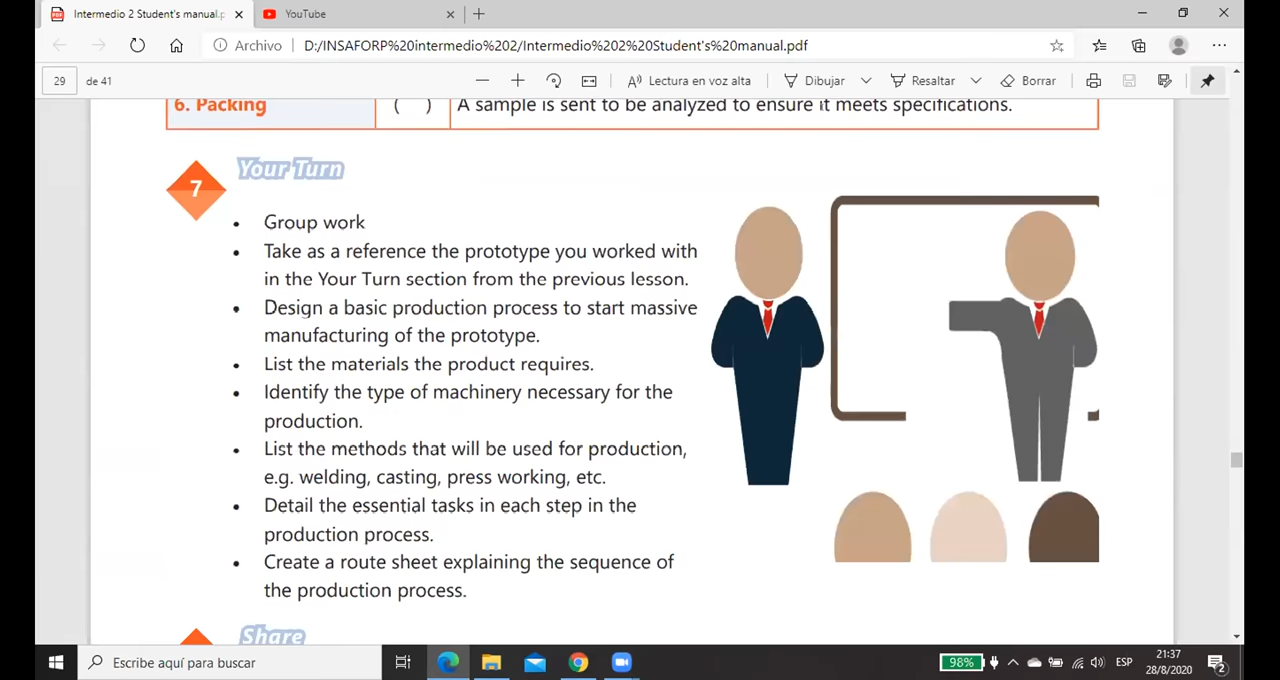 Intermedio 2 Student's manual.p
YouTube
Archivo
D:/INSAFORP%20intermedio%202/Intermedio%202%20Student's%20manual.pdf
29
de 41
Lectura en voz alta
Dibujar
Resaltar
Borrar
6. Packing
( )
A sample is sent to be analyzed to ensure it meets specifications.
7
Your Turn
• Group work
• Take as a reference the prototype you worked with
in the Your Turn section from the previous lesson.
• Design a basic production process to start massive
manufacturing of the prototype.
• List the materials the product requires.
• Identify the type of machinery necessary for the
production.
• List the methods that will be used for production,
e.g. welding, casting, press working, etc.
• Detail the essential tasks in each step in the
production process.
• Create a route sheet explaining the sequence of
the production process.
Share
Escribe aquí para buscar
98%
ESP
21:37
28/8/2020
2